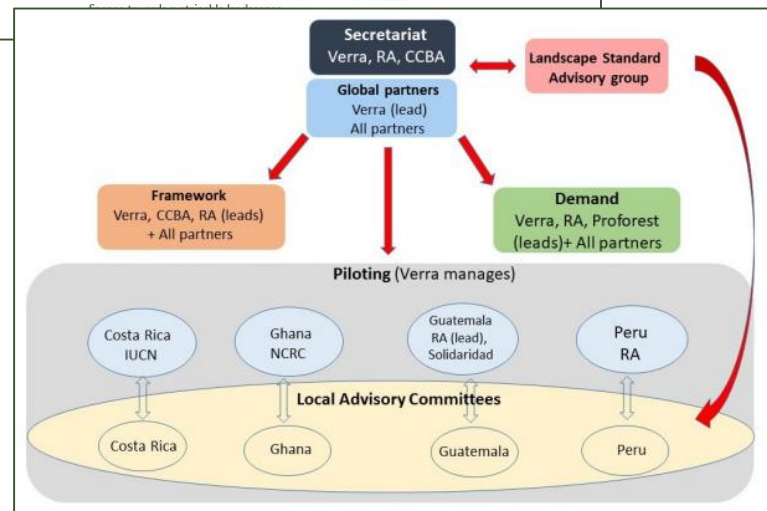 Secretariat
Verra, RA, CCBA
Landscape Standard
Advisory group
Global partners
Verra (lead)
All partners
Framework
Verra, CCBA, RA (leads)
+ All partners
Demand
Verra, RA, Proforest
(leads)+ All partners
Piloting (Verra manages)
Costa Rica
IUCN
Ghana
NCRC
Guatemala
RA (lead),
Solidaridad
Peru
RA
Local Advisory Committees
Costa Rica
Ghana
Guatemala
Peru